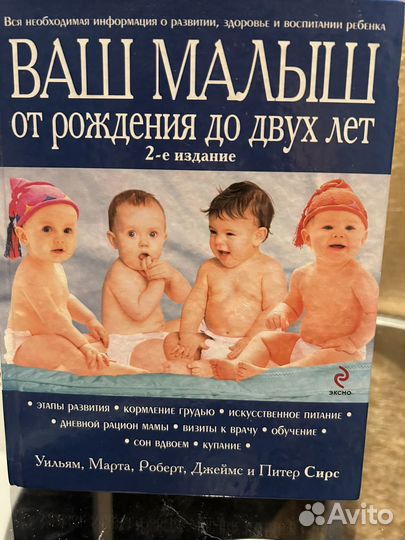 Вся необходимая информация о развитии, здоровье и воспитании ребенка
ВАШ МАЛЫШ
ОТ РОЖДЕНИЯ ДО ДВУХ ЛЕТ
2-е издание
ЭКСМО
• ЭТАПЫ РАЗВИТИЯ • КОРМЛЕНИЕ ГРУДЬЮ • ИСКУССТВЕННОЕ ПИТАНИЕ •
• ДНЕВНОЙ РАЦИОН МАМЫ • ВИЗИТЫ К ВРАЧУ • ОБУЧЕНИЕ •
• СОН ВДВОЕМ • КУПАНИЕ •
Уильям, Марта, Роберт, Джеймс и Питер Сирс
Avito